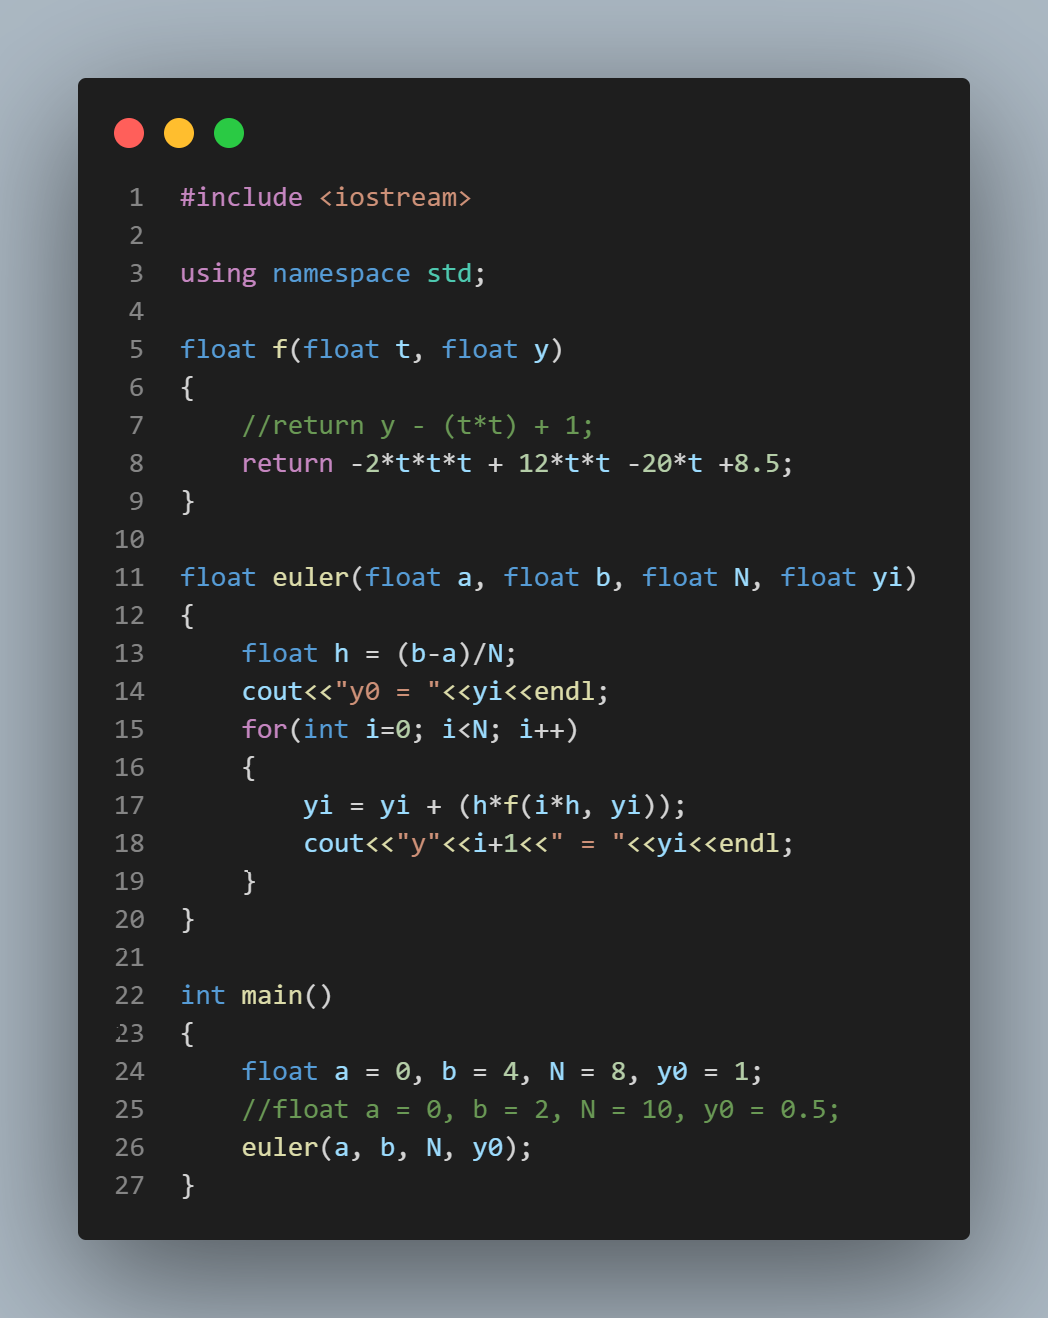 1 #include <iostream>
2
3 using namespace std;
4
5 float f(float t, float y)
6 {
7     //return y - (t*t) + 1;
8     return -2*t*t*t + 12*t*t -20*t +8.5;
9 }
10
11 float euler(float a, float b, float N, float yi)
12 {
13     float h = (b-a)/N;
14     cout<<"y0 = "<<yi<<endl;
15     for(int i=0; i<N; i++)
16     {
17         yi = yi + (h*f(i*h, yi));
18         cout<<"y"<<i+1<<" = "<<yi<<endl;
19     }
20 }
21
22 int main()
23 {
24     float a = 0, b = 4, N = 8, y0 = 1;
25     //float a = 0, b = 2, N = 10, y0 = 0.5;
26     euler(a, b, N, y0);
27 }